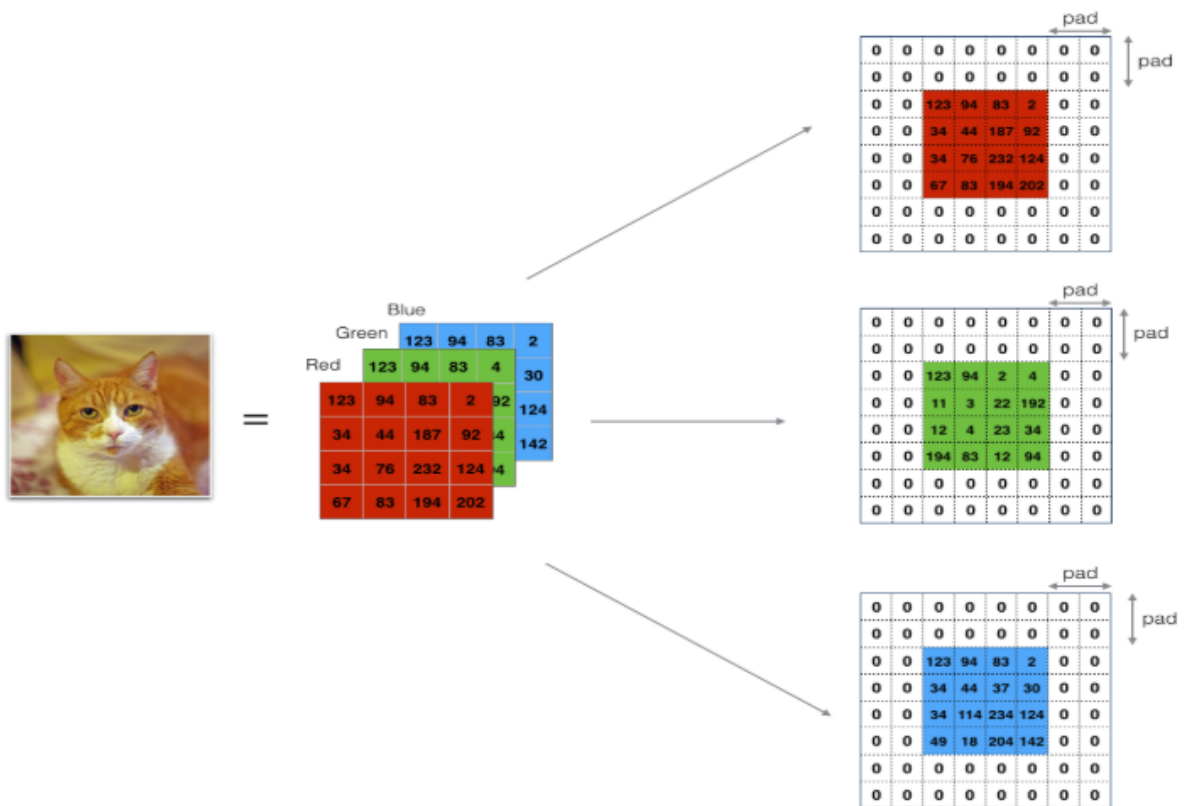 pad
pad
0 0 0 0 0 0 0 0
0 0 0 0 0 0 0 0
0 0 123 94 83 2 0 0
0 0 34 44 187 92 0 0
0 0 34 76 232 124 0 0
0 0 67 83 194 202 0 0
0 0 0 0 0 0 0 0
0 0 0 0 0 0 0 0
Blue
Green
Red
123 94 83 2
30
124
142
123 94 83 4
92
4
4
123 94 83 2
34 44 187 92
34 76 232 124
67 83 194 202
=
pad
pad
0 0 0 0 0 0 0 0
0 0 0 0 0 0 0 0
0 0 123 94 2 4 0 0
0 0 11 3 22 192 0 0
0 0 12 4 23 34 0 0
0 0 194 83 12 94 0 0
0 0 0 0 0 0 0 0
0 0 0 0 0 0 0 0
pad
pad
0 0 0 0 0 0 0 0
0 0 0 0 0 0 0 0
0 0 123 94 83 2 0 0
0 0 34 44 37 30 0 0
0 0 34 114 234 124 0 0
0 0 49 18 204 142 0 0
0 0 0 0 0 0 0 0
0 0 0 0 0 0 0 0